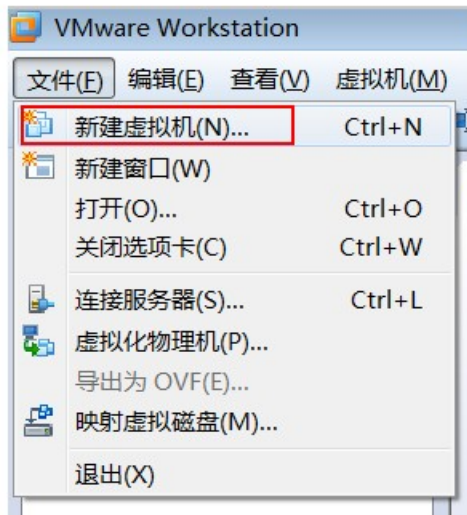 VMware Workstation
文件(F) 编辑(E) 查看(V) 虚拟机(M)
新建虚拟机(N)... Ctrl+N
新建窗口(W)
打开(O)... Ctrl+O
关闭选项卡(C) Ctrl+W
连接服务器(S)... Ctrl+L
虚拟化物理机(P)...
导出为 OVF(E)...
映射虚拟磁盘(M)...
退出(X)